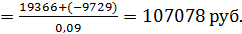 = 19366+(-9729) / 0,09 = 107078 руб.